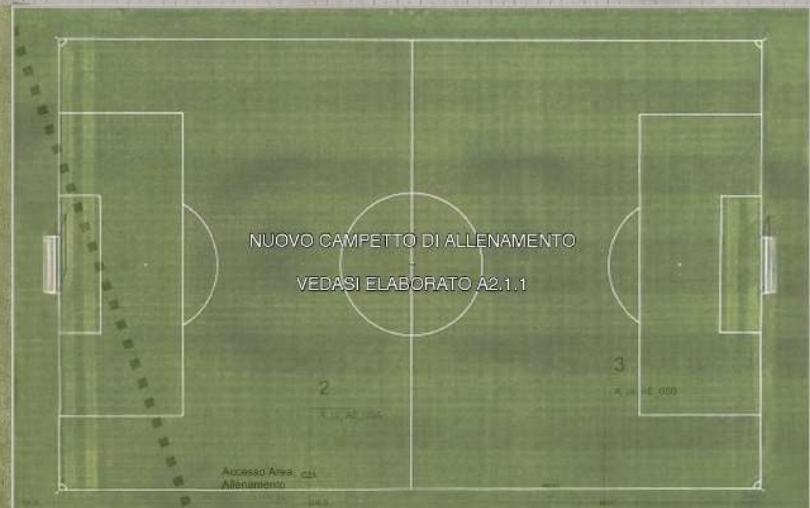 NUOVO CAMPETTO DI ALLENAMENTO
VEDASI ELABORATO A2.1.1
3
2
Accesso Area
Allenamento